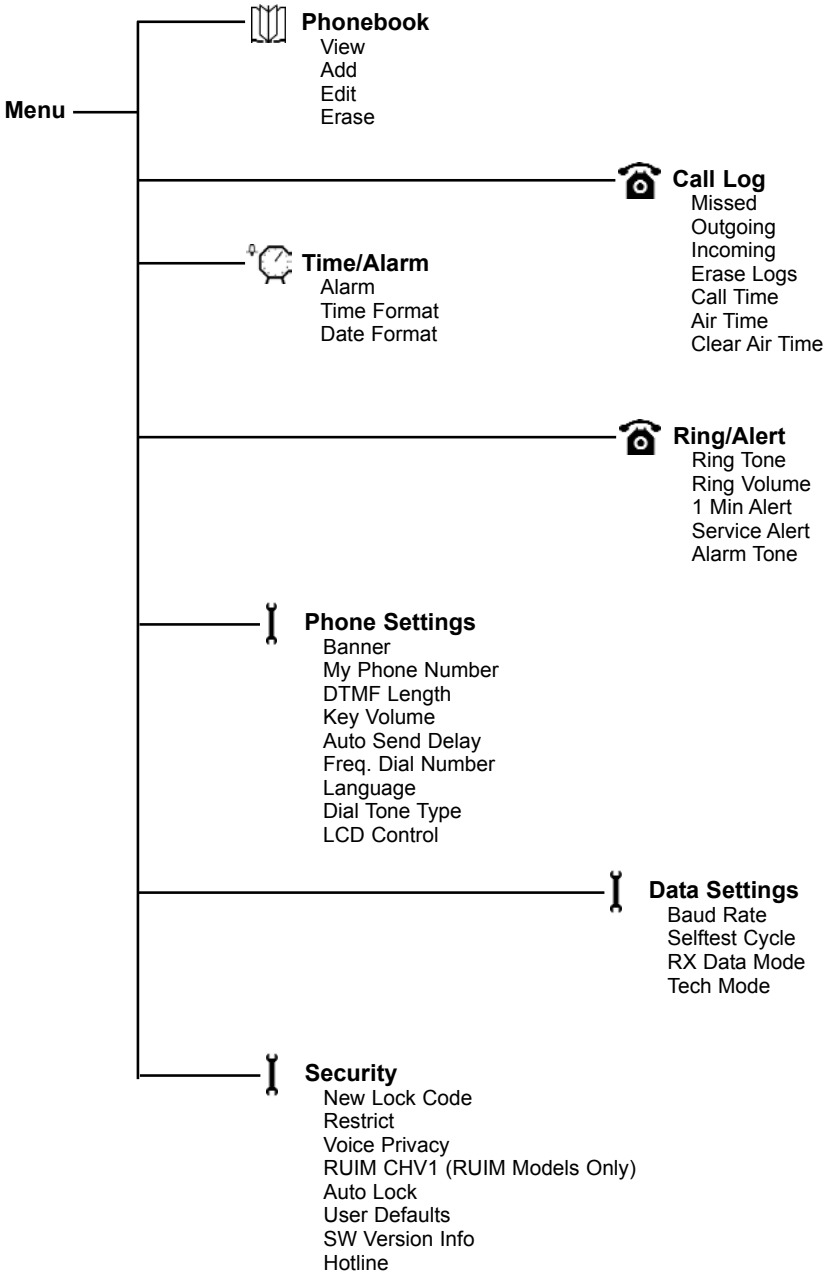 Phonebook
View
Add
Edit
Erase
Menu
Call Log
Missed
Outgoing
Incoming
Erase Logs
Call Time
Air Time
Clear Air Time
Time/Alarm
Alarm
Time Format
Date Format
Ring/Alert
Ring Tone
Ring Volume
1 Min Alert
Service Alert
Alarm Tone
Phone Settings
Banner
My Phone Number
DTMF Length
Key Volume
Auto Send Delay
Freq. Dial Number
Language
Dial Tone Type
LCD Control
Data Settings
Baud Rate
Selftest Cycle
RX Data Mode
Tech Mode
Security
New Lock Code
Restrict
Voice Privacy
RUIM CHV1 (RUIM Models Only)
Auto Lock
User Defaults
SW Version Info
Hotline